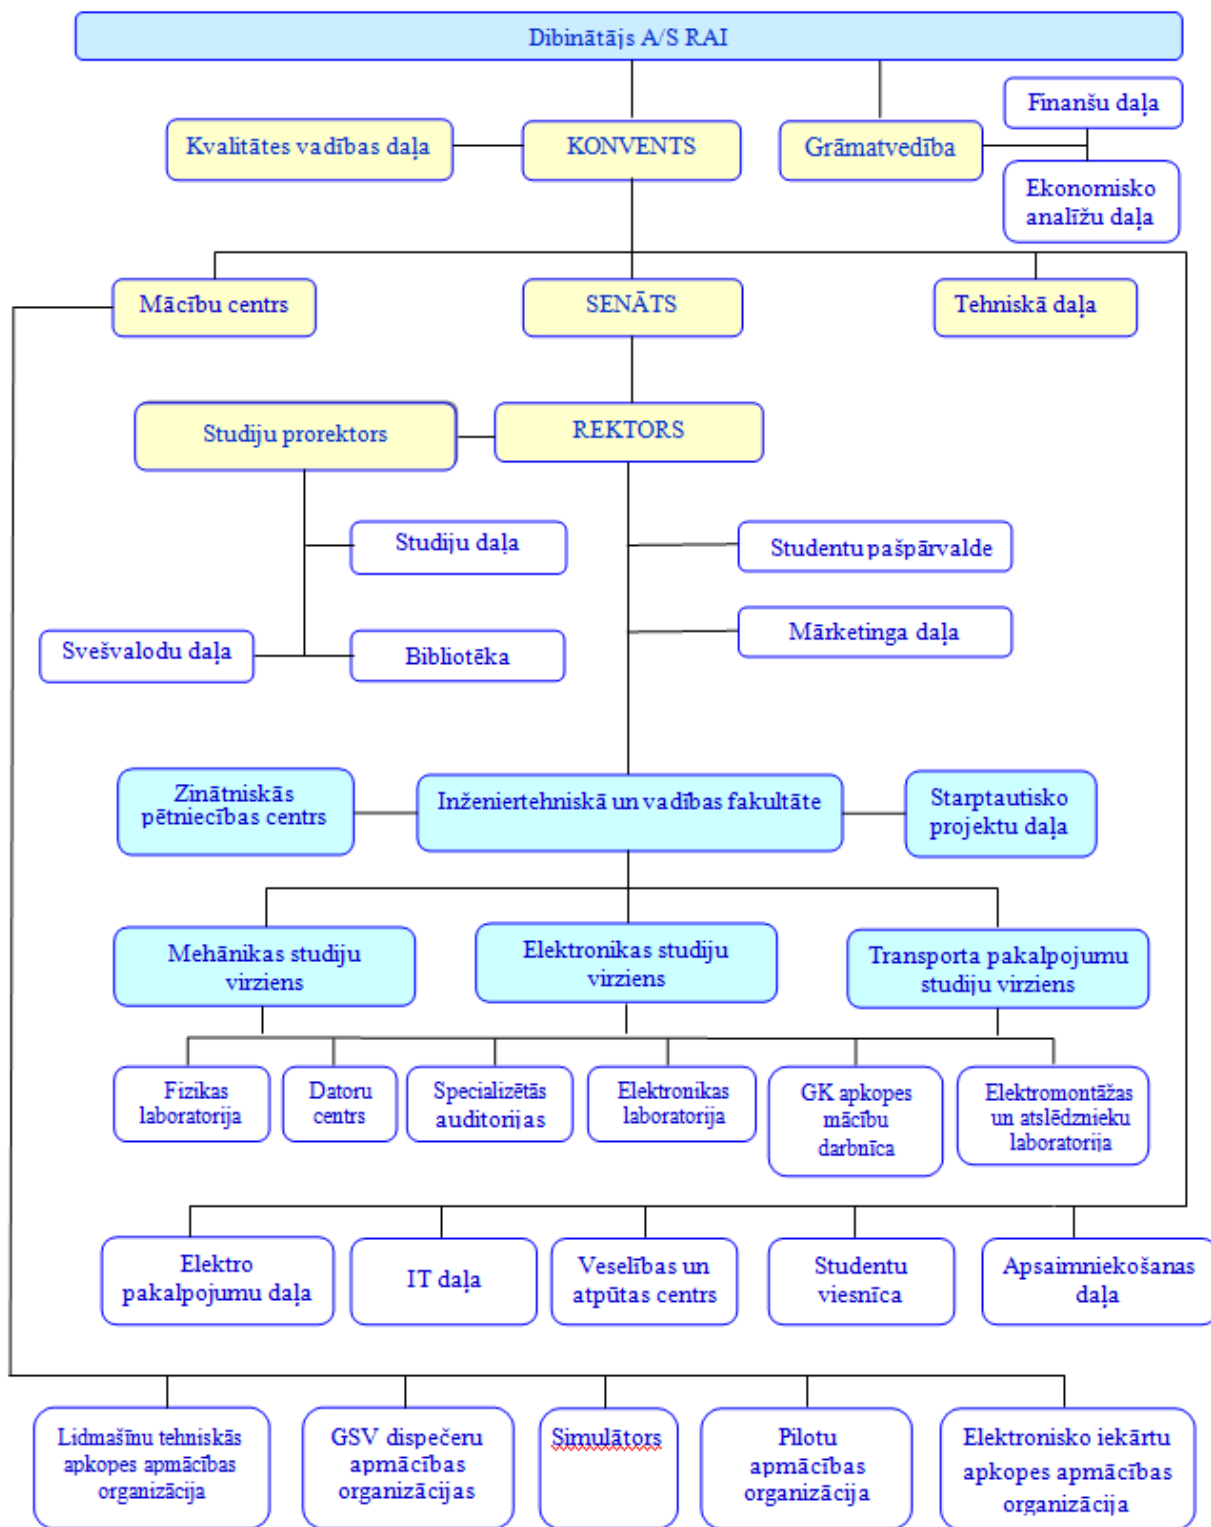 Dibinātājs A/S RAI
Finanšu daļa
Kvalitātes vadības daļa
KONVENTS
Grāmatvedība
Ekonomisko
analīžu daļa
Mācību centrs
SENĀTS
Tehniskā daļa
Studiju prorektors
REKTORS
Studiju daļa
Studentu pašpārvalde
Svešvalodu daļa
Bibliotēka
Mārketinga daļa
Zinātniskās
pētniecības centrs
Inženiertehniskā un vadības fakultāte
Starptautisko
projektu daļa
Mehānikas studiju
virziens
Elektronikas studiju
virziens
Transporta pakalpojumu
studiju virziens
Fizikas
laboratorija
Datoru
centrs
Specializētās
auditorijas
Elektronikas
laboratorija
GK apkopes
mācību
darbnīca
Elektromontāžas
un atslēdznieku
laboratorija
Elektro
pakalpojumu daļa
IT daļa
Veselības un
atpūtas centrs
Studentu
viesnīca
Apsaimniekošanas
daļa
Lidmašīnu tehniskās
apkopes apmācības
organizācija
GSV dispečeru
apmācības
organizācijas
Simulātors
Pilotu
apmācības
organizācija
Elektronisko iekārtu
apkopes apmācības
organizācija